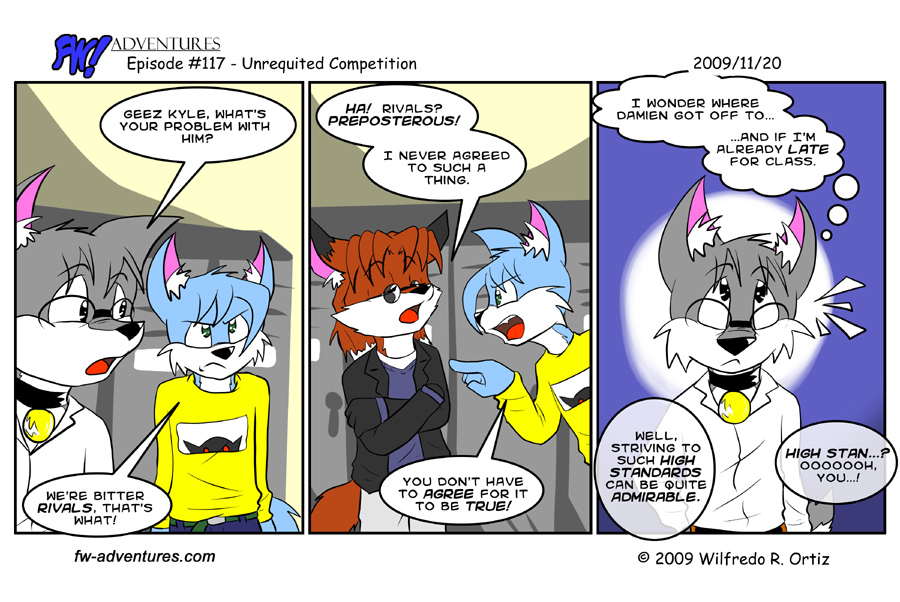 FW! ADVENTURES
Episode #117 - Unrequited Competition
2009/11/20
GEEZ KYLE, WHAT'S
YOUR PROBLEM WITH
HIM?
WE'RE BITTER
RIVALS, THAT'S
WHAT!
HA! RIVALS?
PREPOSTEROUS!
I NEVER AGREED
TO SUCH A
THING.
YOU DON'T HAVE
TO AGREE FOR IT
TO BE TRUE!
I WONDER WHERE
DAMIEN GOT OFF TO...
...AND IF I'M
ALREADY LATE
FOR CLASS.
WELL,
STRIVING TO
SUCH HIGH
STANDARDS
CAN BE QUITE
ADMIRABLE.
HIGH STAN...?
OOOOOOH,
YOU...!
fw-adventures.com
© 2009 Wilfredo R. Ortiz